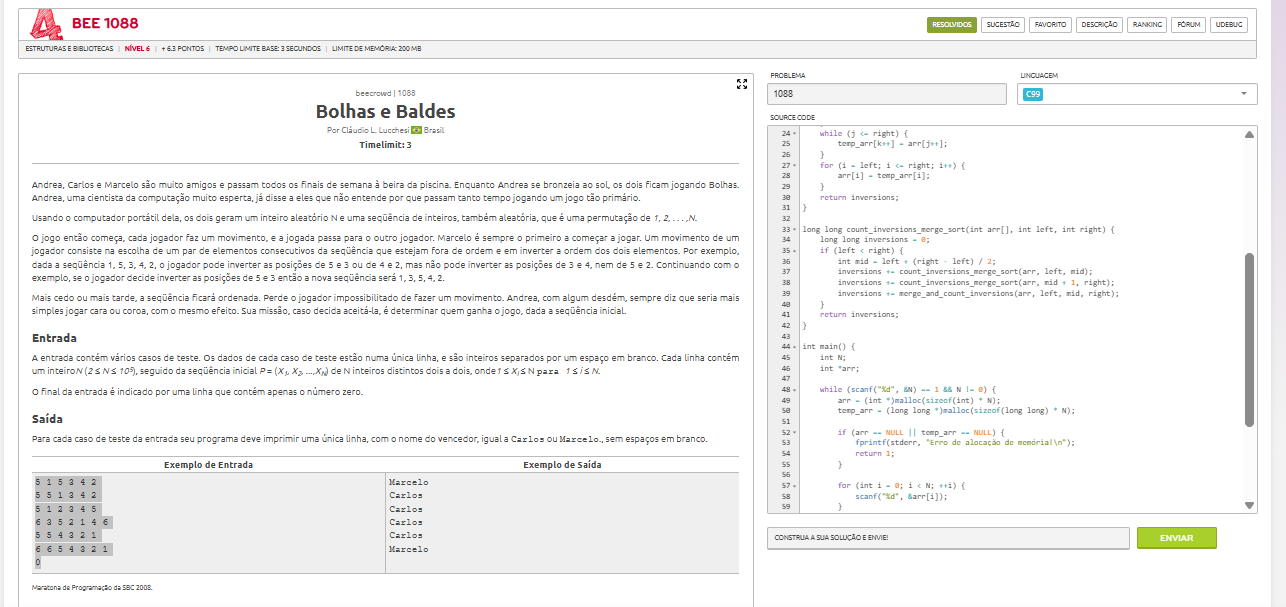 BEE 1088
RESOLVIDOS SUGESTÃO FAVORITO DESCRIÇÃO RANKING FÓRUM UDEBUG
ESTRUTURAS E BIBLIOTECAS | NÍVEL 6 | + 6.3 PONTOS | TEMPO LIMITE BASE: 3 SEGUNDOS | LIMITE DE MEMÓRIA: 200 MB
beecrowd | 1088
Bolhas e Baldes
Por Cláudio L. Lucchesi Brasil
Timelimit: 3
Andrea, Carlos e Marcelo são muito amigos e passam todos os finais de semana à beira da piscina. Enquanto Andrea se bronzeia ao sol, os dois ficam jogando Bolhas.
Andrea, uma cientista da computação muito esperta, já disse a eles que não entende por que passam tanto tempo jogando um jogo tão primário.
Usando o computador portátil dela, os dois geram um inteiro aleatório N e uma seqüência de inteiros, também aleatória, que é uma permutação de 1, 2, . . . ,N.
O jogo então começa, cada jogador faz um movimento, e a jogada passa para o outro jogador. Marcelo é sempre o primeiro a começar a jogar. Um movimento de um
jogador consiste na escolha de um par de elementos consecutivos da seqüência que estejam fora de ordem e em inverter a ordem dos dois elementos. Por exemplo,
dada a seqüência 1, 5, 3, 4, 2, o jogador pode inverter as posições de 5 e 3 ou de 4 e 2, mas não pode inverter as posições de 3 e 4, nem de 5 e 2. Continuando com o
exemplo, se o jogador decide inverter as posições de 5 e 3 então a nova seqüência será 1, 3, 5, 4, 2.
Mais cedo ou mais tarde, a seqüência ficará ordenada. Perde o jogador impossibilitado de fazer um movimento. Andrea, com algum desdém, sempre diz que seria mais
simples jogar cara ou coroa, com o mesmo efeito. Sua missão, caso decida aceitá-la, é determinar quem ganha o jogo, dada a seqüência inicial.
Entrada
A entrada contém vários casos de teste. Os dados de cada caso de teste estão numa única linha, e são inteiros separados por um espaço em branco. Cada linha contém
um inteiro N (2 ≤ N ≤ 10⁵), seguido da seqüência inicial P = (X1, X2, ...,XN) de N inteiros distintos dois a dois, onde 1 ≤ Xi ≤ N para 1 ≤ i ≤ N.
O final da entrada é indicado por uma linha que contém apenas o número zero.
Saída
Para cada caso de teste da entrada seu programa deve imprimir uma única linha, com o nome do vencedor, igual a Carlos ou Marcelo., sem espaços em branco.
Exemplo de Entrada Exemplo de Saída
5 1 5 3 4 2 Marcelo
5 5 1 3 4 2 Carlos
5 1 2 3 4 5 Carlos
6 3 5 2 1 4 6 Carlos
5 5 4 3 2 1 Carlos
6 6 5 4 3 2 1 Marcelo
0
Maratona de Programação da SBC 2008.
PROBLEMA LINGUAGEM
1088 C99
SOURCE CODE
24 while (j <= right) {
25 temp_arr[k++] = arr[j++];
26 }
27 for (i = left; i <= right; i++) {
28 arr[i] = temp_arr[i];
29 }
30 return inversions;
31 }
32
33 long long count_inversions_merge_sort(int arr[], int left, int right) {
34 long long inversions = 0;
35 if (left < right) {
36 int mid = left + (right - left) / 2;
37 inversions += count_inversions_merge_sort(arr, left, mid);
38 inversions += count_inversions_merge_sort(arr, mid + 1, right);
39 inversions += merge_and_count_inversions(arr, left, mid, right);
40 }
41 return inversions;
42 }
43
44 int main() {
45 int N;
46 int *arr;
47
48 while (scanf("%d", &N) == 1 && N != 0) {
49 arr = (int *)malloc(sizeof(int) * N);
50 temp_arr = (long long *)malloc(sizeof(long long) * N);
51
52 if (arr == NULL || temp_arr == NULL) {
53 fprintf(stderr, "Erro de alocação de memória!\n");
54 return 1;
55 }
56
57 for (int i = 0; i < N; ++i) {
58 scanf("%d", &arr[i]);
59 }
CONSTRUA A SUA SOLUÇÃO E ENVIE!
ENVIAR